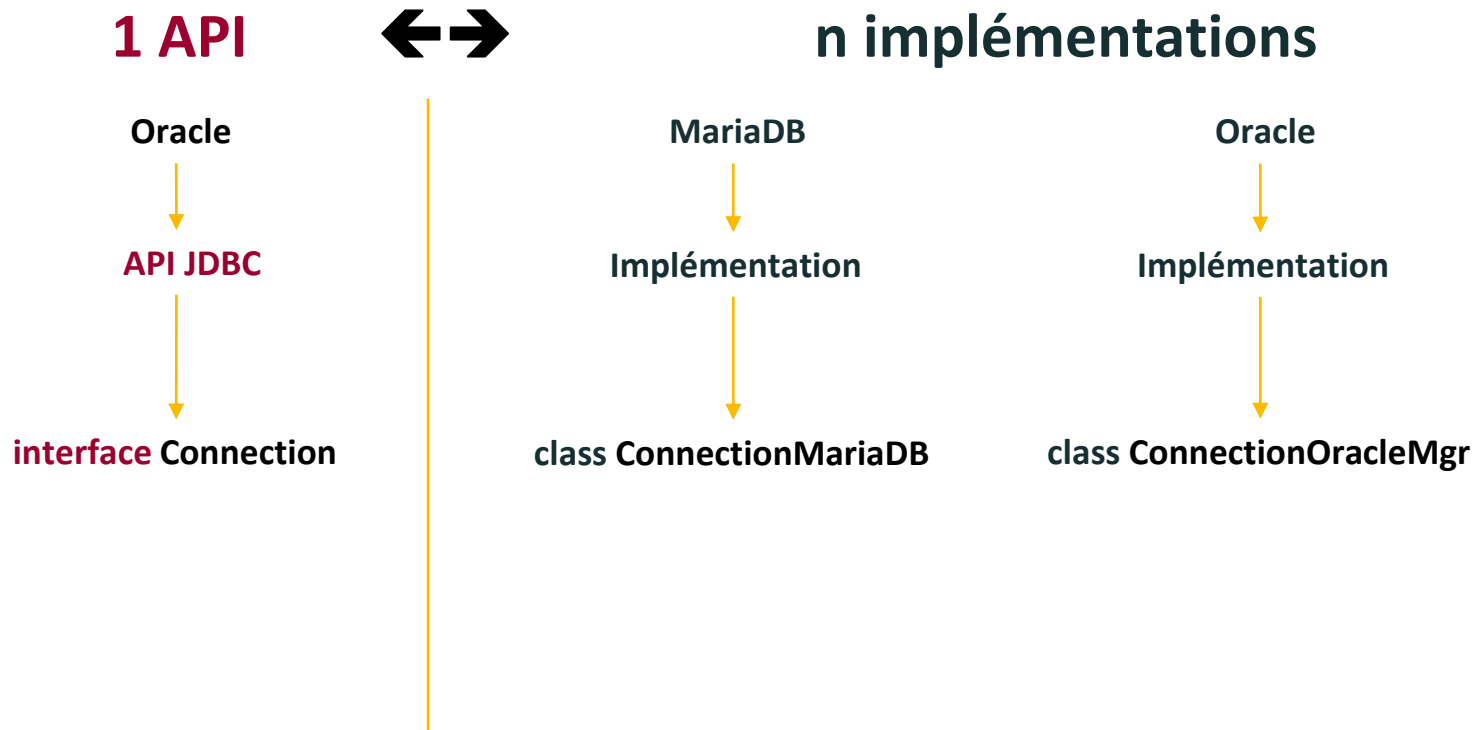 1 API
n implémentations
Oracle
MariaDB
Oracle
API JDBC
Implémentation
Implémentation
interface Connection
class ConnectionMariaDB
class ConnectionOracleMgr